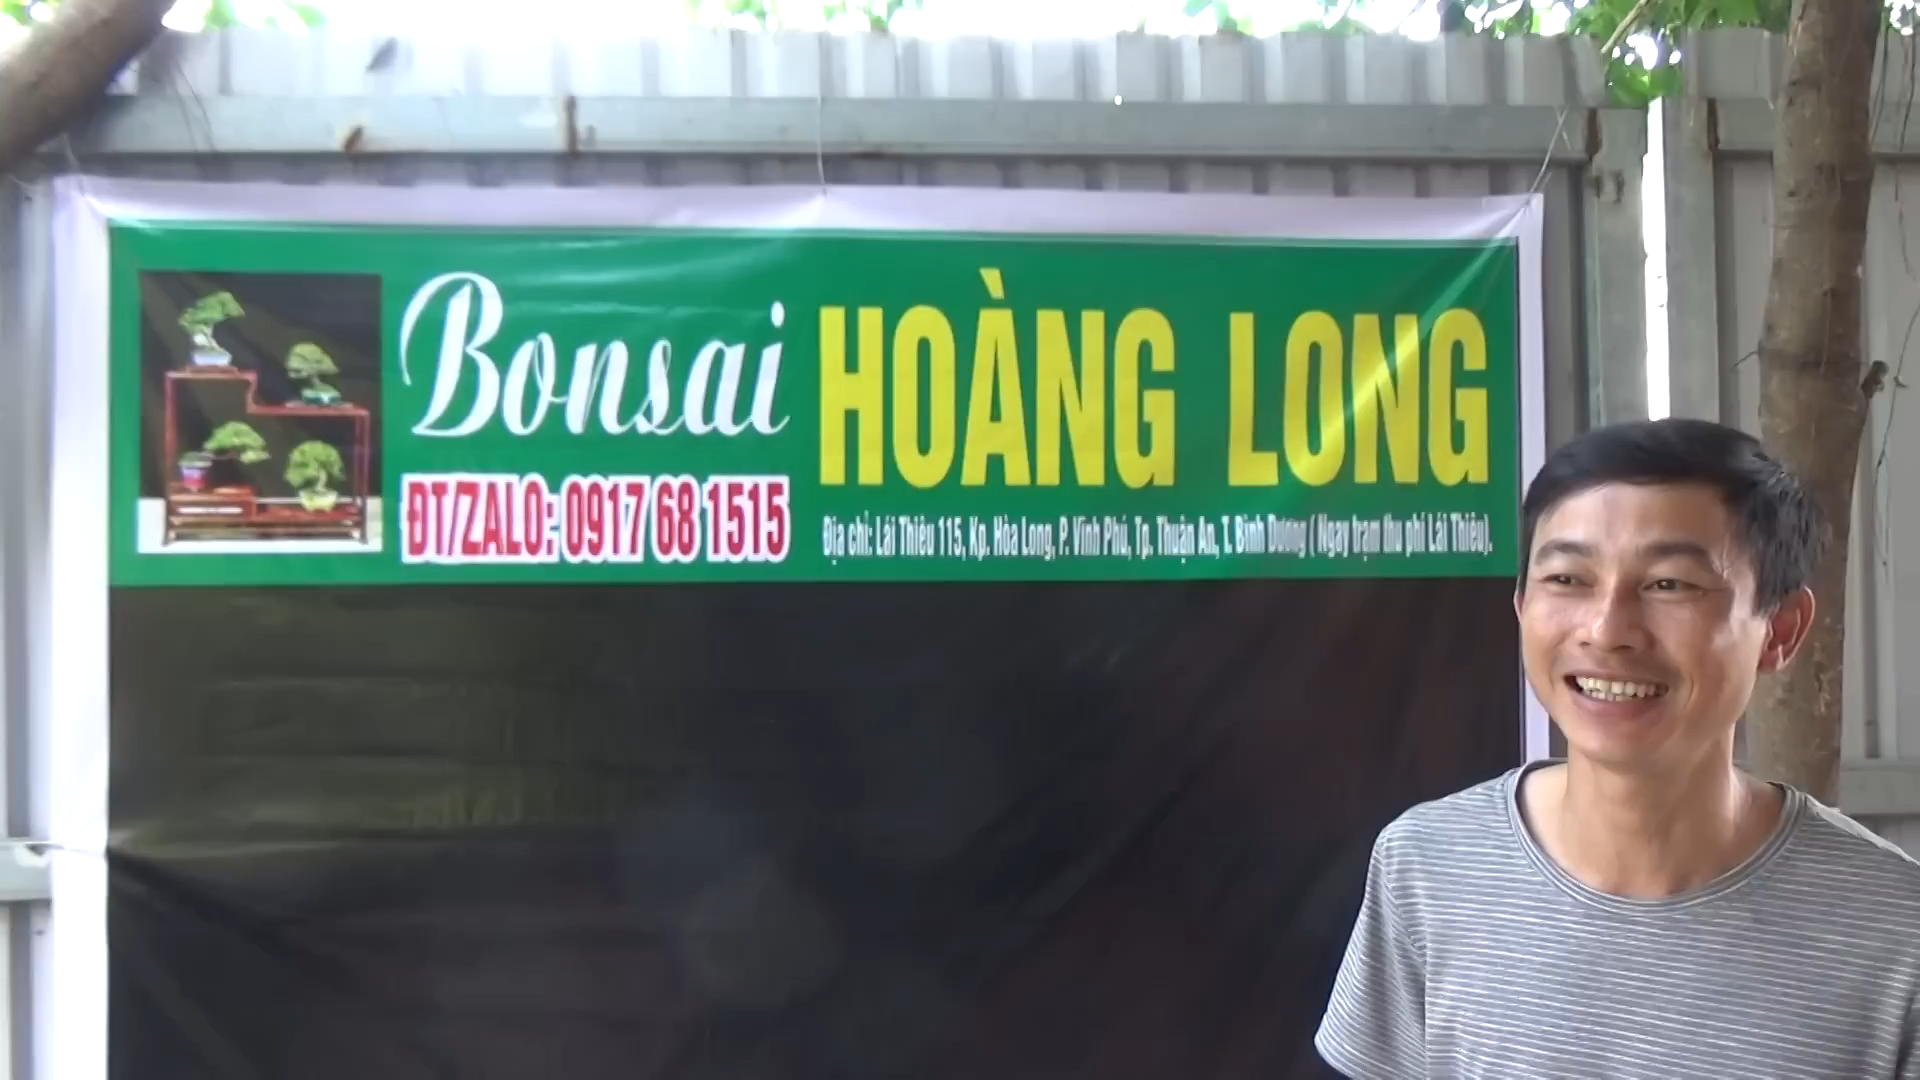 Bonsai HOÀNG LONG
ĐT/ZALO: 0917 68 1515
Địa chỉ: Lái Thiêu 115, Kp. Hòa Long, P. Vĩnh Phú, Tp. Thuận An, T. Bình Dương ( Ngay trạm thu phí Lái Thiêu).